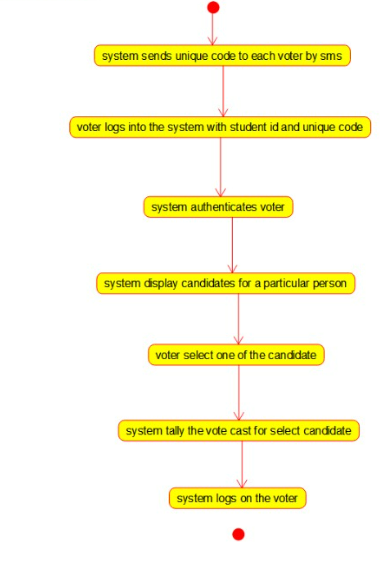 system sends unique code to each voter by sms
voter logs into the system with student id and unique code
system authenticates voter
system display candidates for a particular person
voter select one of the candidate
system tally the vote cast for select candidate
system logs on the voter